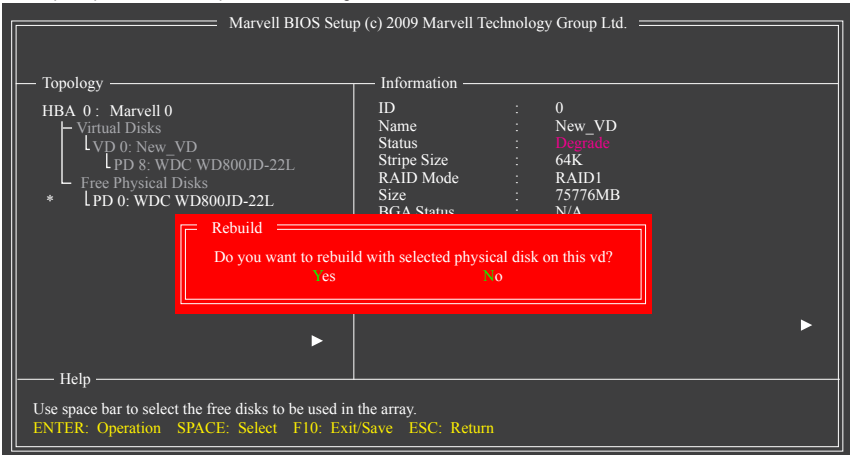 Marvell BIOS Setup (c) 2009 Marvell Technology Group Ltd.
Topology
HBA 0 : Marvell 0
Virtual Disks
VD 0: New_VD
PD 8: WDC WD800JD-22L
Free Physical Disks
* PD 0: WDC WD800JD-22L
Information
ID : 0
Name : New_VD
Status : Degrade
Stripe Size : 64K
RAID Mode : RAID1
Size : 75776MB
BGA Status : N/A
Rebuild
Do you want to rebuild with selected physical disk on this vd?
Yes No
Help
Use space bar to select the free disks to be used in the array.
ENTER: Operation SPACE: Select F10: Exit/Save ESC: Return